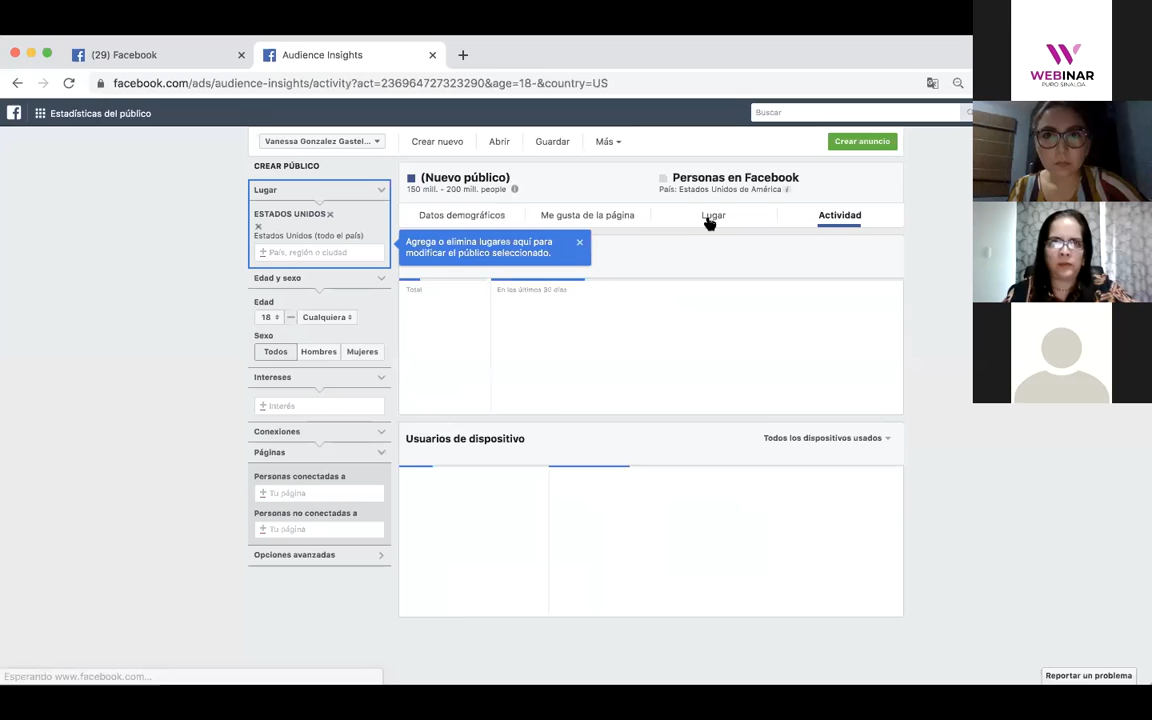 (29) Facebook
Audience Insights
facebook.com/ads/audience-insights/activity?act=236964727323290&age=18-&country=US
Estadísticas del público
Buscar
Vanessa Gonzalez Gastel...
Crear nuevo
Abrir
Guardar
Más
Crear anuncio
CREAR PÚBLICO
Lugar
ESTADOS UNIDOS
Estados Unidos (todo el país)
País, región o ciudad
Edad y sexo
Edad
18 — Cualquiera
Sexo
Todos
Hombres
Mujeres
Intereses
Interés
Conexiones
Páginas
Personas conectadas a
Tu página
Personas no conectadas a
Tu página
Opciones avanzadas
(Nuevo público)
150 mill. - 200 mill. people
Personas en Facebook
País: Estados Unidos de América
Datos demográficos
Me gusta de la página
Lugar
Actividad
Agrega o elimina lugares aquí para
modificar el público seleccionado.
Total
En los últimos 30 días
Usuarios de dispositivo
Todos los dispositivos usados
Esperando www.facebook.com...
Reportar un problema
WEBINAR
PURO SINALOA